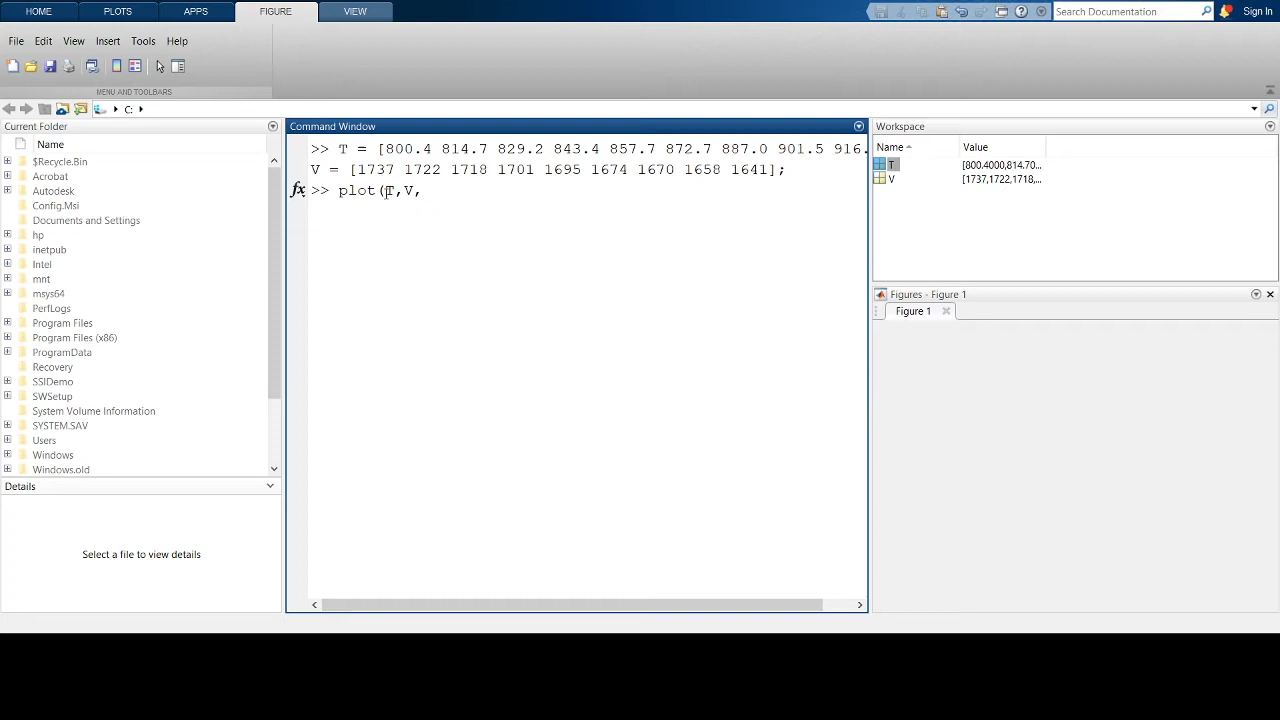 HOME PLOTS APPS FIGURE VIEW Search Documentation Sign In
File Edit View Insert Tools Help
MENU AND TOOLBARS
C:
Current Folder
Name
$Recycle.Bin
Acrobat
Autodesk
Config.Msi
Documents and Settings
hp
inetpub
Intel
mnt
msys64
PerfLogs
Program Files
Program Files (x86)
ProgramData
Recovery
SSIDemo
SWSetup
System Volume Information
SYSTEM.SAV
Users
Windows
Windows.old
Details
Select a file to view details
Command Window
>> T = [800.4 814.7 829.2 843.4 857.7 872.7 887.0 901.5 916.
V = [1737 1722 1718 1701 1695 1674 1670 1658 1641];
fx >> plot(T,V,
Workspace
Name Value
T [800.4000,814.70...
V [1737,1722,1718,...
Figures - Figure 1
Figure 1